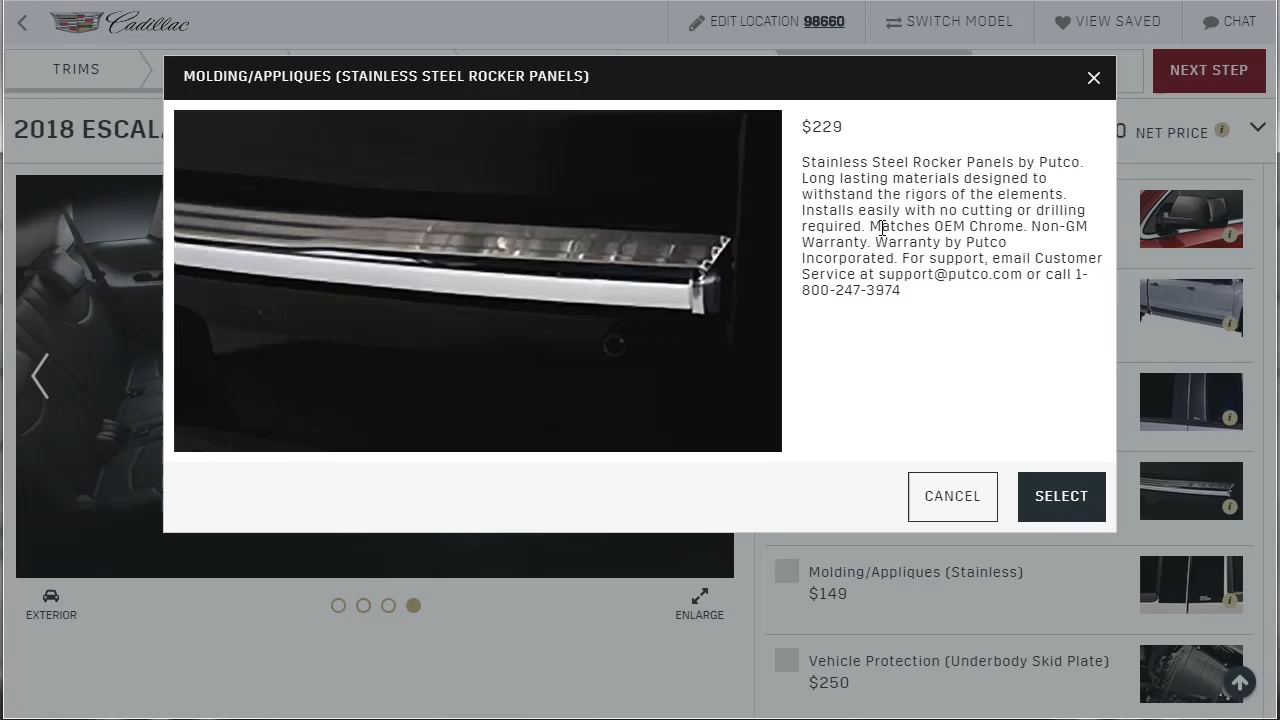 Cadillac
EDIT LOCATION 98660
SWITCH MODEL
VIEW SAVED
CHAT
TRIMS
NEXT STEP
2018 ESCALA
NET PRICE
MOLDING/APPLIQUES (STAINLESS STEEL ROCKER PANELS)
$229
Stainless Steel Rocker Panels by Putco.
Long lasting materials designed to
withstand the rigors of the elements.
Installs easily with no cutting or drilling
required. Matches OEM Chrome. Non-GM
Warranty. Warranty by Putco
Incorporated. For support, email Customer
Service at support@putco.com or call 1-
800-247-3974
CANCEL
SELECT
EXTERIOR
ENLARGE
Molding/Appliques (Stainless)
$149
Vehicle Protection (Underbody Skid Plate)
$250